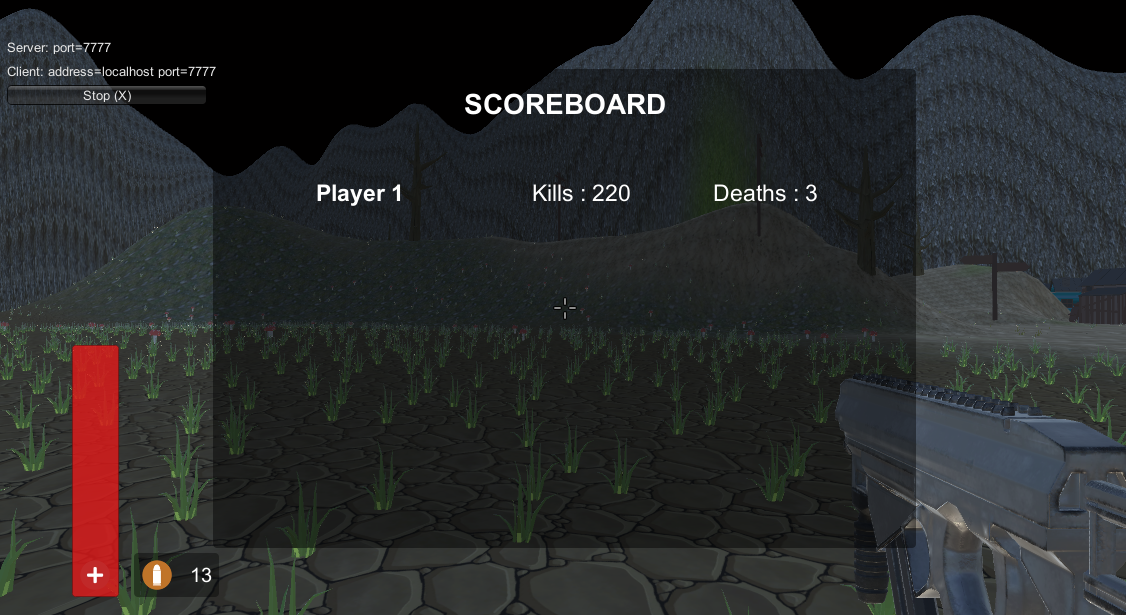 Server: port=7777
Client: address=localhost port=7777
Stop (X)
SCOREBOARD
Player 1 Kills : 220 Deaths : 3
13